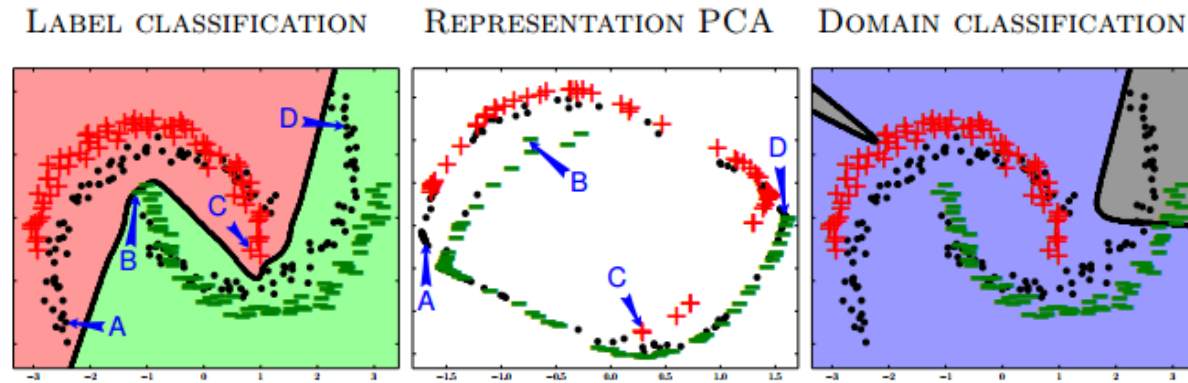 LABEL CLASSIFICATION
REPRESENTATION PCA
DOMAIN CLASSIFICATION
D
C
B
A
−3 −2 −1 0 1 2 3
D
B
C
A
−1.5 −1.0 −0.5 0.0 0.5 1.0 1.5
−3 −2 −1 0 1 2 3